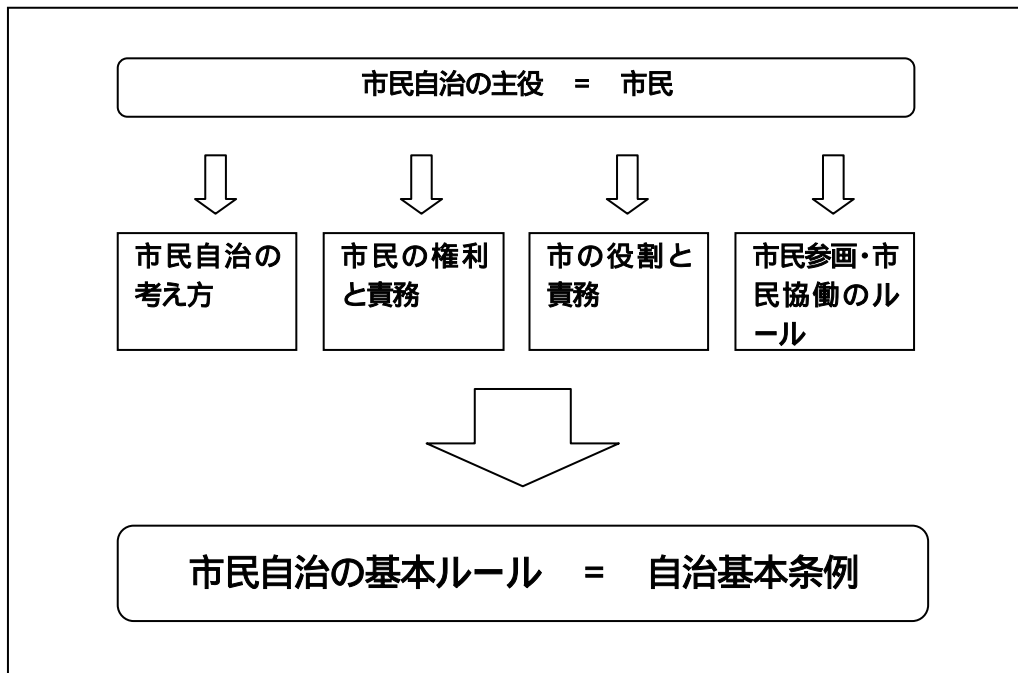 市民自治の主役　＝　市民
市民自治の
考え方
市民の権利
と責務
市の役割と
責務
市民参画・市
民協働のル
ール
市民自治の基本ルール　＝　自治基本条例